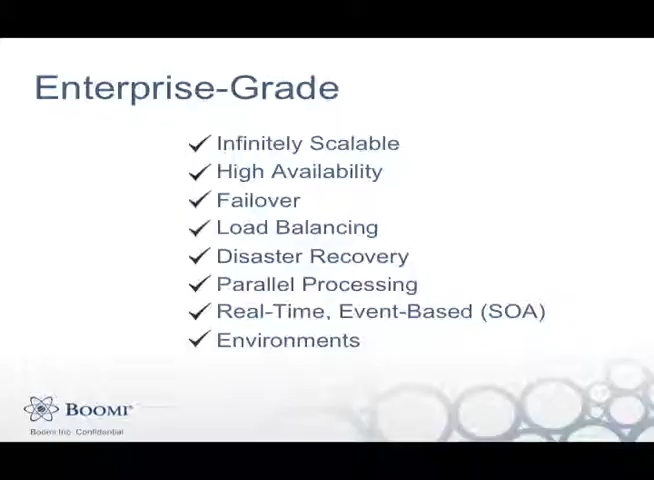 Enterprise-Grade
Infinitely Scalable
High Availability
Failover
Load Balancing
Disaster Recovery
Parallel Processing
Real-Time, Event-Based (SOA)
Environments
BOOMI®
Boomi Inc. Confidential